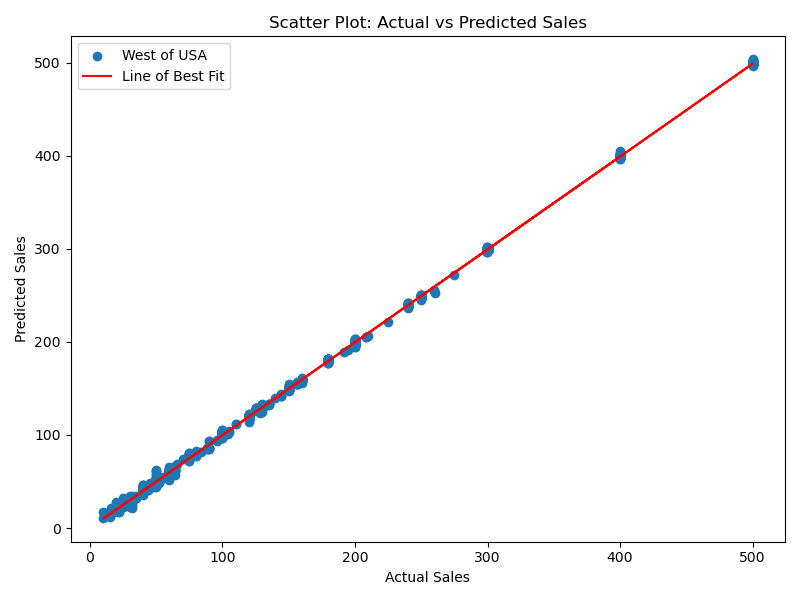 Scatter Plot: Actual vs Predicted Sales
West of USA
Line of Best Fit
Predicted Sales
500
400
300
200
100
0
0 100 200 300 400 500
Actual Sales